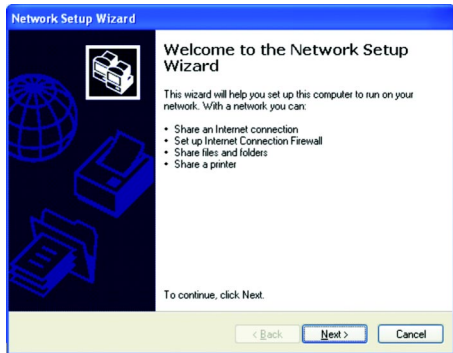 Network Setup Wizard
Welcome to the Network Setup
Wizard
This wizard will help you set up this computer to run on your
network. With a network you can:
• Share an Internet connection
• Set up Internet Connection Firewall
• Share files and folders
• Share a printer
To continue, click Next.
< Back
Next >
Cancel